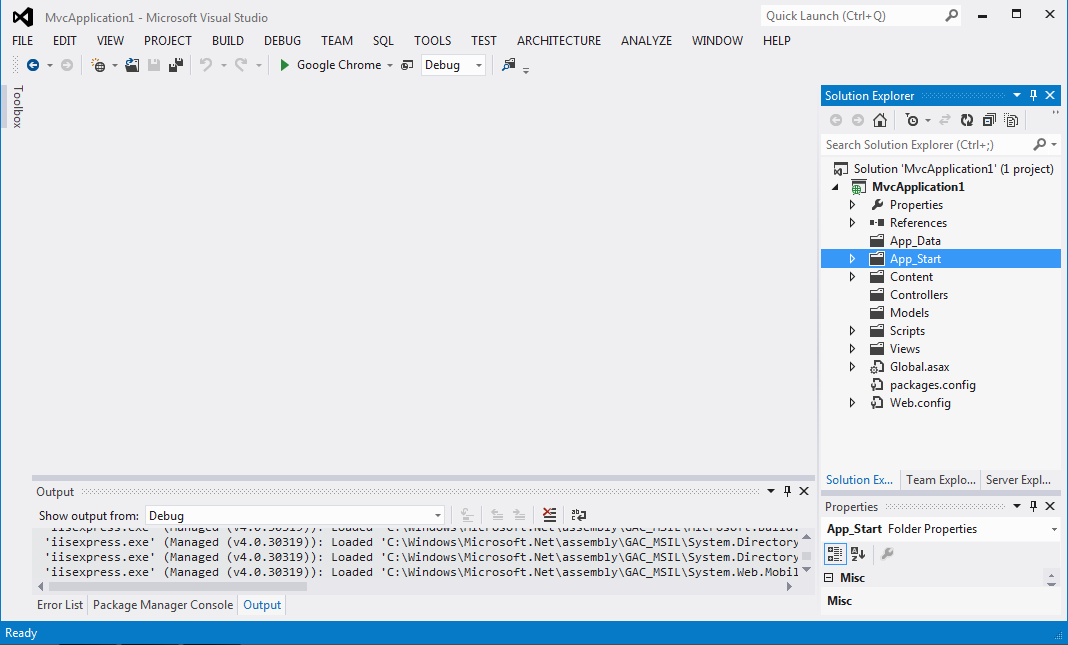 MvcApplication1 - Microsoft Visual Studio
Quick Launch (Ctrl+Q)
FILE EDIT VIEW PROJECT BUILD DEBUG TEAM SQL TOOLS TEST ARCHITECTURE ANALYZE WINDOW HELP
Google Chrome Debug
Toolbox
Solution Explorer
Search Solution Explorer (Ctrl+;)
Solution 'MvcApplication1' (1 project)
MvcApplication1
Properties
References
App_Data
App_Start
Content
Controllers
Models
Scripts
Views
Global.asax
packages.config
Web.config
Solution Ex... Team Explo... Server Expl...
Output
Show output from: Debug
'iisexpress.exe' (Managed (v4.0.30319)): Loaded 'C:\Windows\Microsoft.Net\assembly\GAC_MSIL\Microsoft.Build.
'iisexpress.exe' (Managed (v4.0.30319)): Loaded 'C:\Windows\Microsoft.Net\assembly\GAC_MSIL\System.Directory
'iisexpress.exe' (Managed (v4.0.30319)): Loaded 'C:\Windows\Microsoft.Net\assembly\GAC_MSIL\System.Directory
'iisexpress.exe' (Managed (v4.0.30319)): Loaded 'C:\Windows\Microsoft.Net\assembly\GAC_MSIL\System.Web.Mobil
Error List Package Manager Console Output
Properties
App_Start Folder Properties
Misc
Misc
Ready